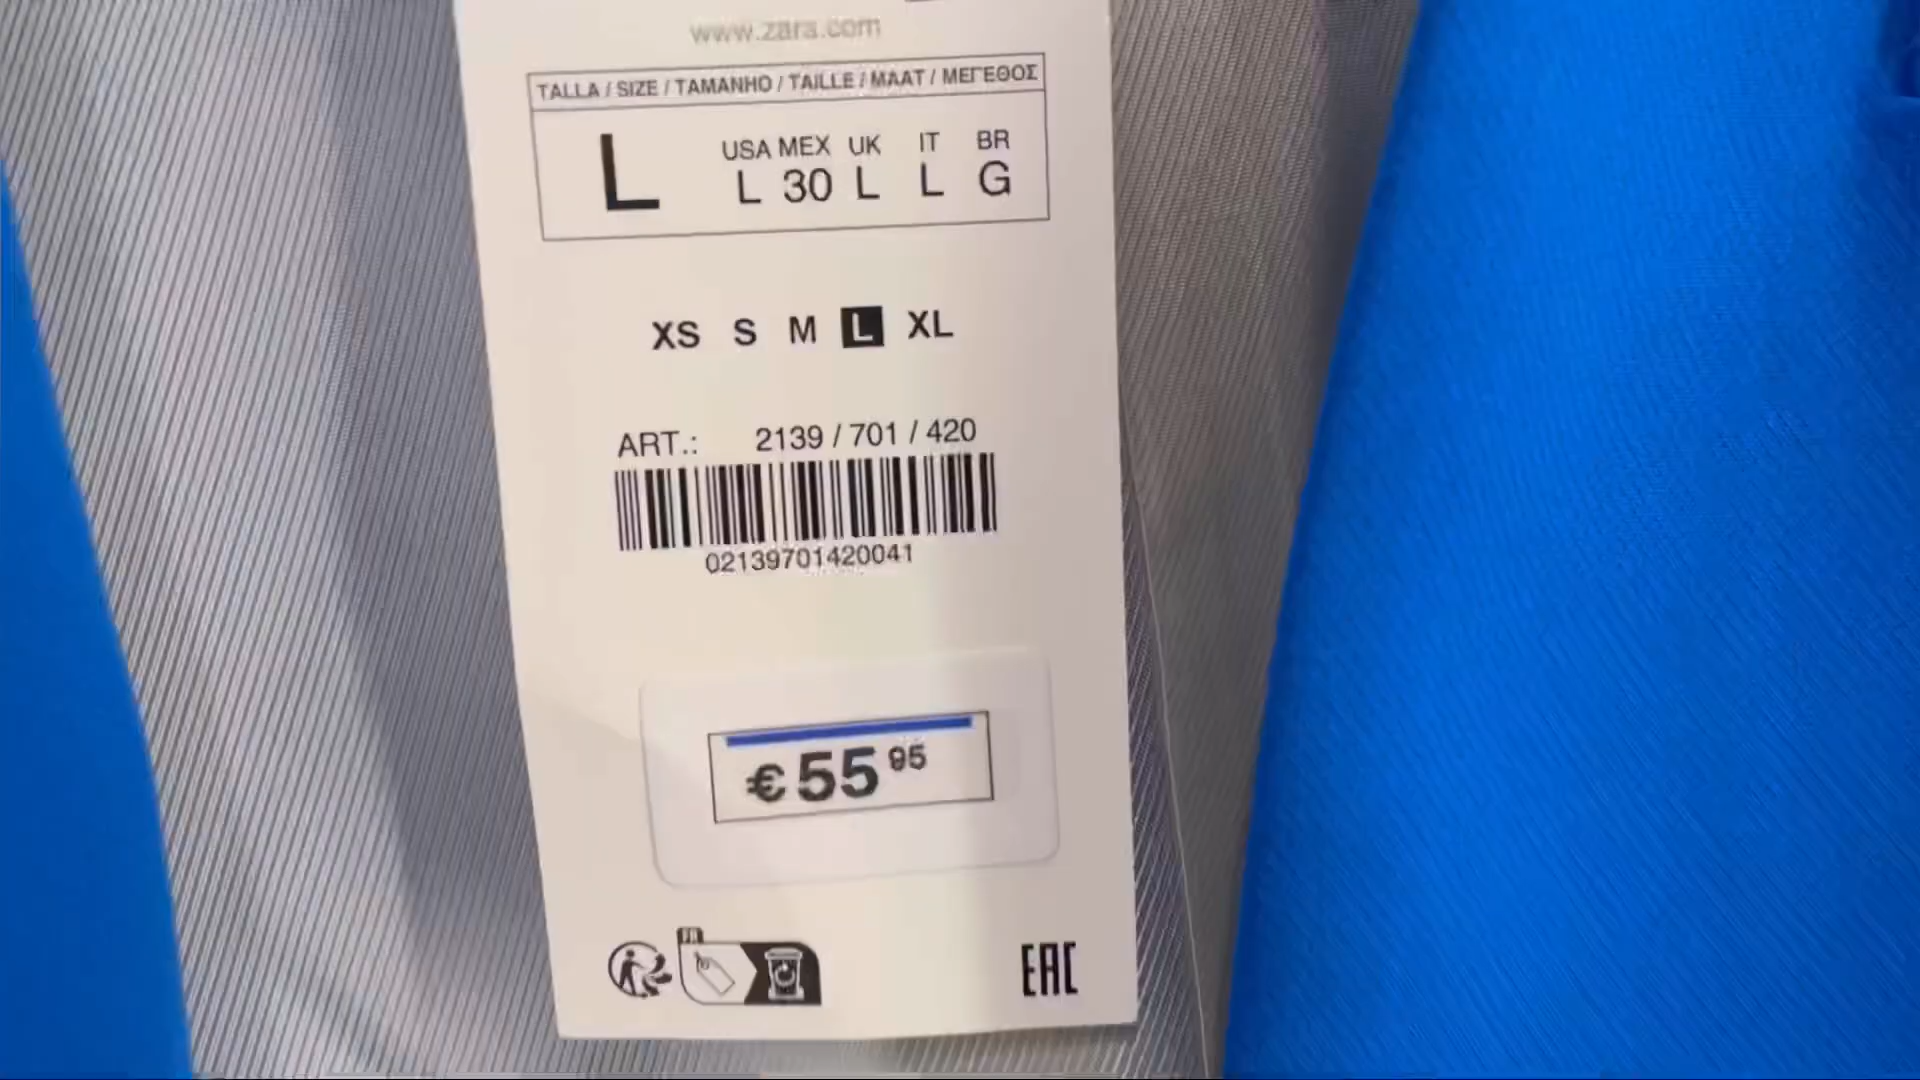 www.zara.com
TALLA / SIZE / TAMANHO / TAILLE / MAAT / ΜΕΓΕΘΟΣ
L
USA MEX UK IT BR
L 30 L L G
XS S M L XL
ART.: 2139 / 701 / 420
02139701420041
€55 95
FR
EAC